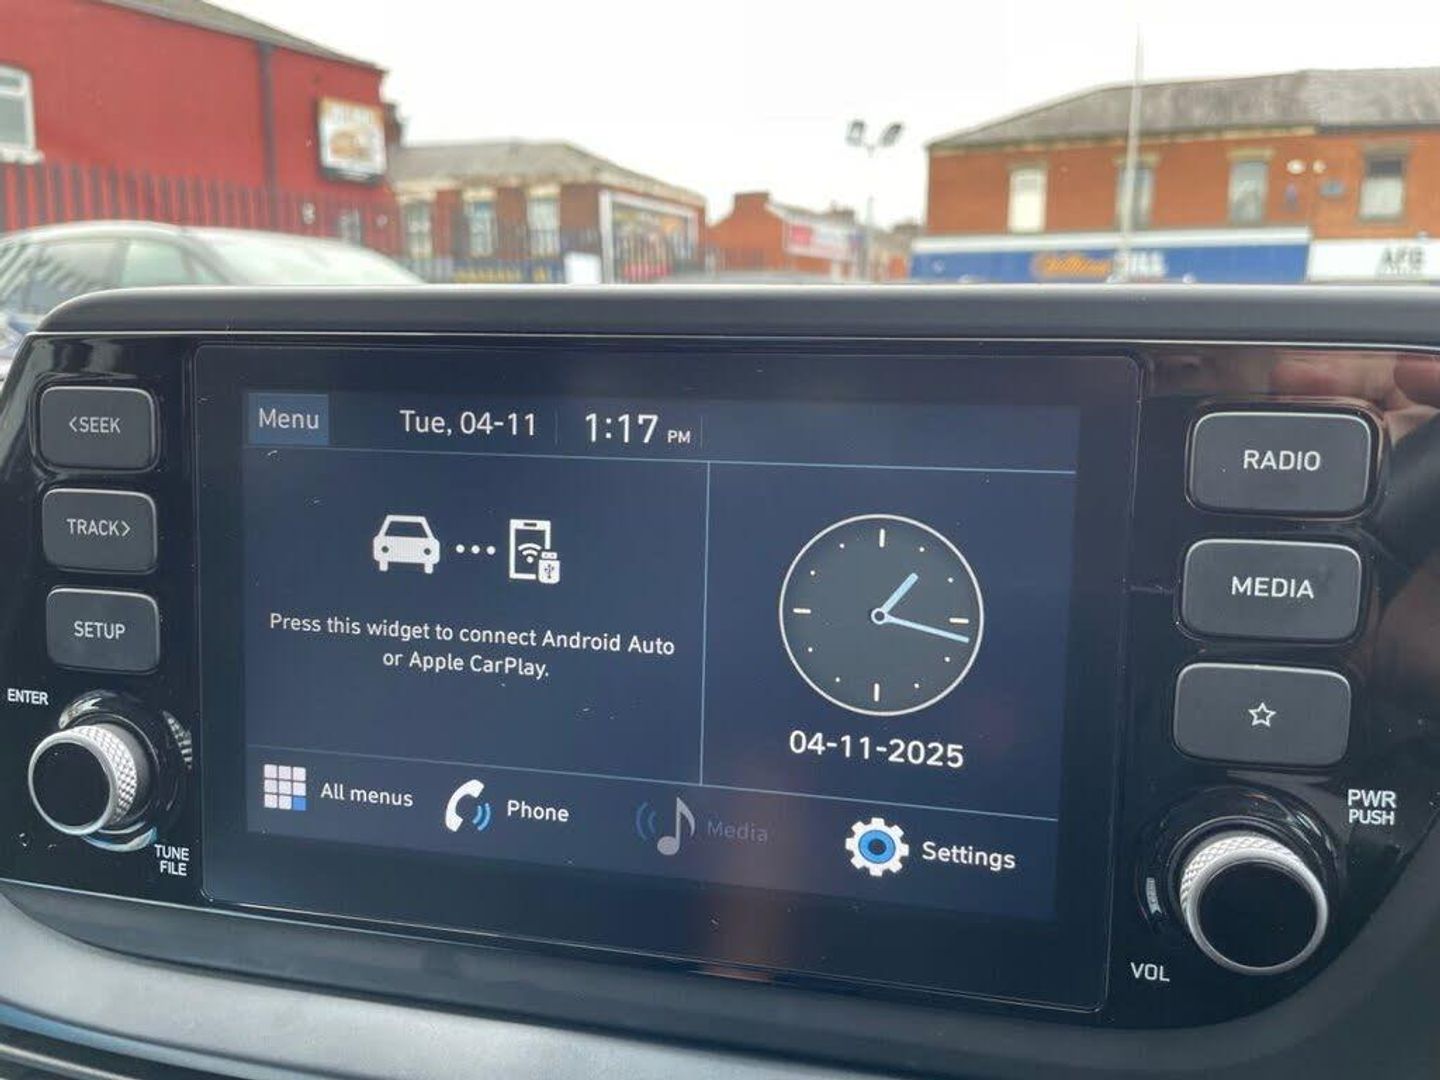 AFG
<SEEK
TRACK>
SETUP
ENTER
TUNE
FILE
Menu
Tue, 04-11
1:17 PM
Press this widget to connect Android Auto
or Apple CarPlay.
04-11-2025
All menus
Phone
Media
Settings
RADIO
MEDIA
PWR
PUSH
VOL